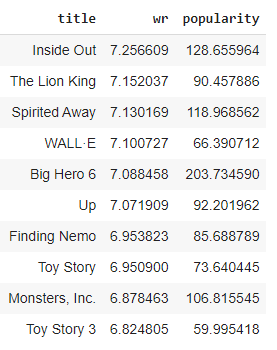 title wr popularity
Inside Out 7.256609 128.655964
The Lion King 7.152037 90.457886
Spirited Away 7.130169 118.968562
WALL·E 7.100727 66.390712
Big Hero 6 7.088458 203.734590
Up 7.071909 92.201962
Finding Nemo 6.953823 85.688789
Toy Story 6.950900 73.640445
Monsters, Inc. 6.878463 106.815545
Toy Story 3 6.824805 59.995418